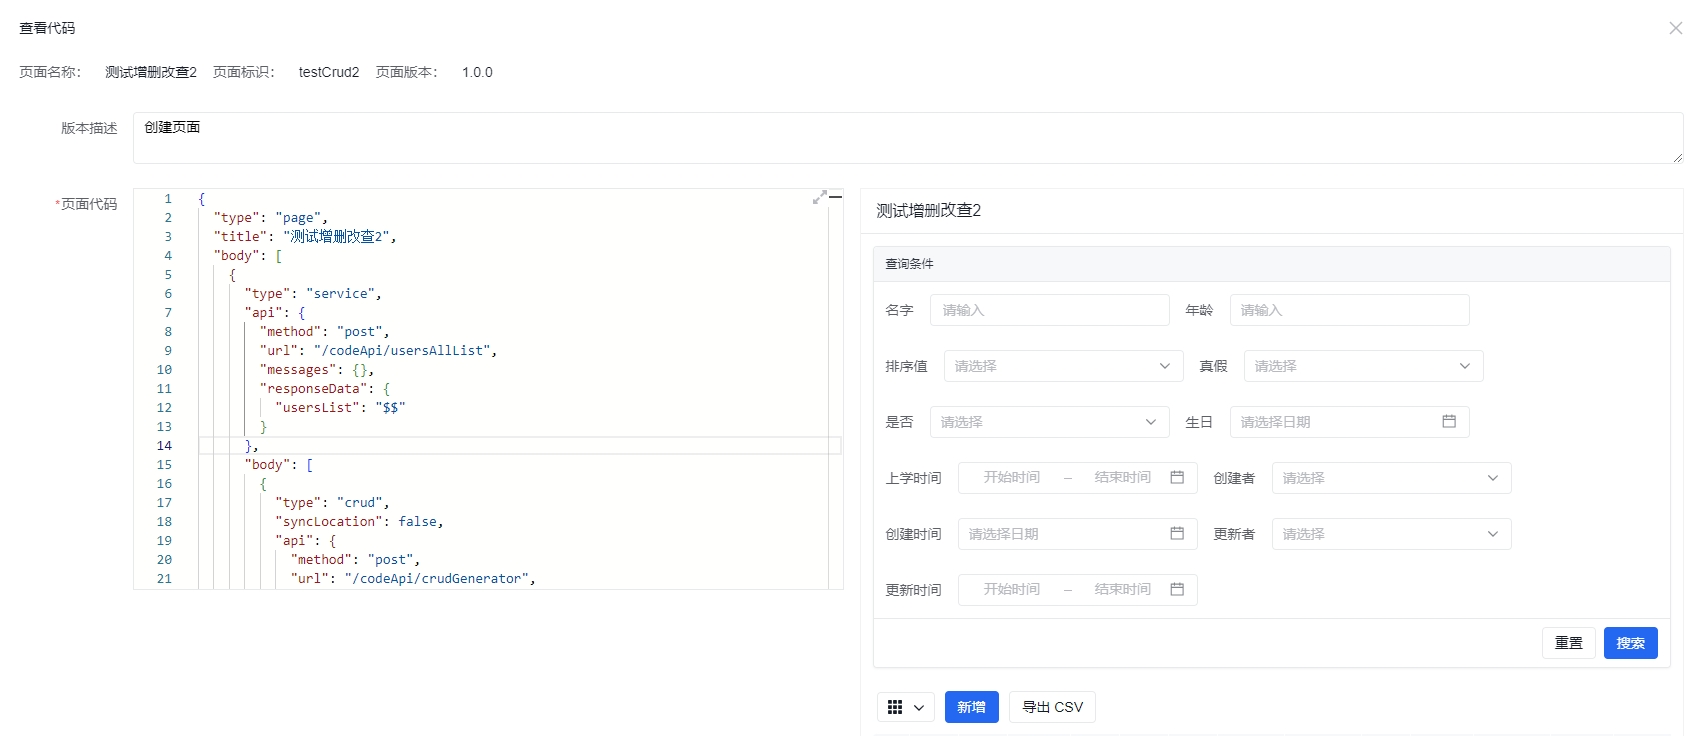 查看代码
页面名称： 测试增删改查2 页面标识： testCrud2 页面版本： 1.0.0
版本描述 创建页面
*页面代码
1 {
2 "type": "page",
3 "title": "测试增删改查2",
4 "body": [
5 {
6 "type": "service",
7 "api": {
8 "method": "post",
9 "url": "/codeApi/usersAllList",
10 "messages": {},
11 "responseData": {
12 "usersList": "$$"
13 }
14 },
15 "body": [
16 {
17 "type": "crud",
18 "syncLocation": false,
19 "api": {
20 "method": "post",
21 "url": "/codeApi/crudGenerator",
测试增删改查2
查询条件
名字 请输入 年龄 请输入
排序值 请选择 真假 请选择
是否 请选择 生日 请选择日期
上学时间 开始时间 – 结束时间 创建者 请选择
创建时间 请选择日期 更新者 请选择
更新时间 开始时间 – 结束时间
重置 搜索
新增 导出 CSV